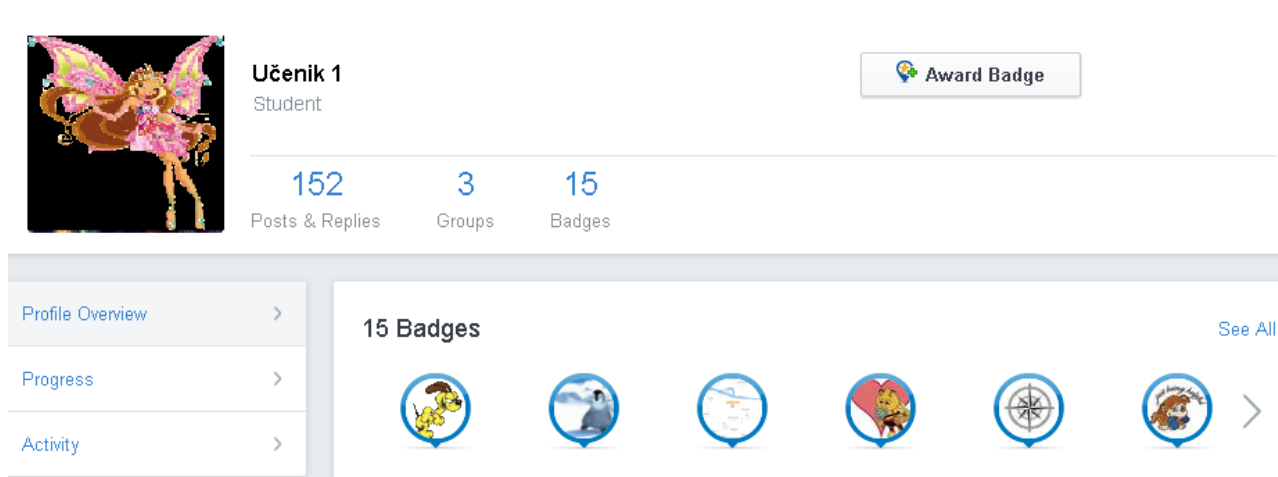 Učenik 1
Student
Award Badge
152 3 15
Posts & Replies Groups Badges
Profile Overview
Progress
Activity
15 Badges
See All